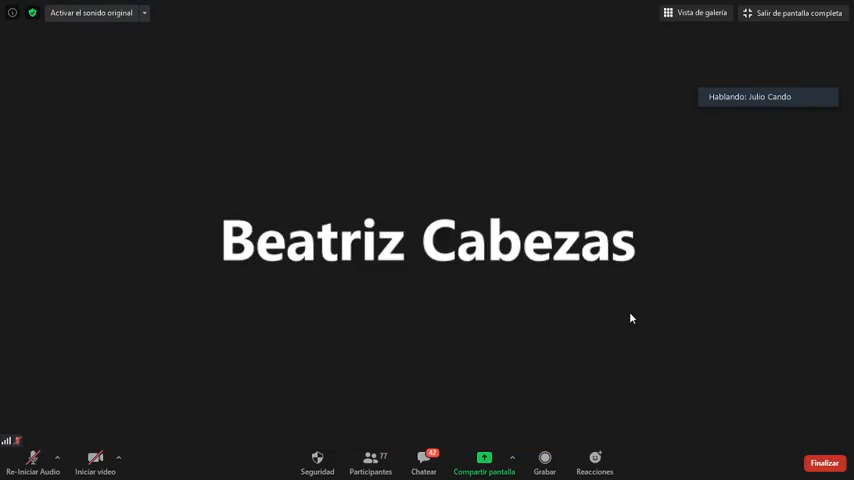 Activar el sonido original
Vista de galería
Salir de pantalla completa
Hablando: Julio Cando
Beatriz Cabezas
77
42
Re-Iniciar Audio
Iniciar video
Seguridad
Participantes
Chatear
Compartir pantalla
Grabar
Reacciones
Finalizar